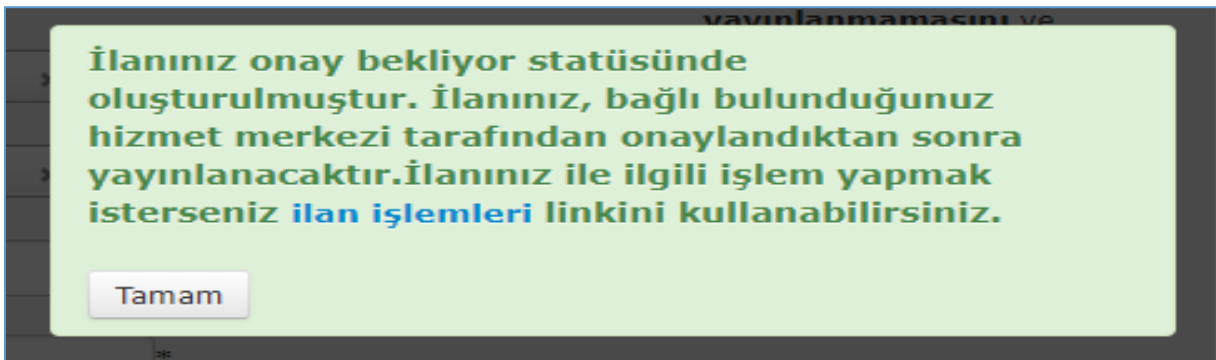 yayınlanmamasını ve
İlanınız onay bekliyor statüsünde
oluşturulmuştur. İlanınız, bağlı bulunduğunuz
hizmet merkezi tarafından onaylandıktan sonra
yayınlanacaktır.İlanınız ile ilgili işlem yapmak
isterseniz ilan işlemleri linkini kullanabilirsiniz.
Tamam
*